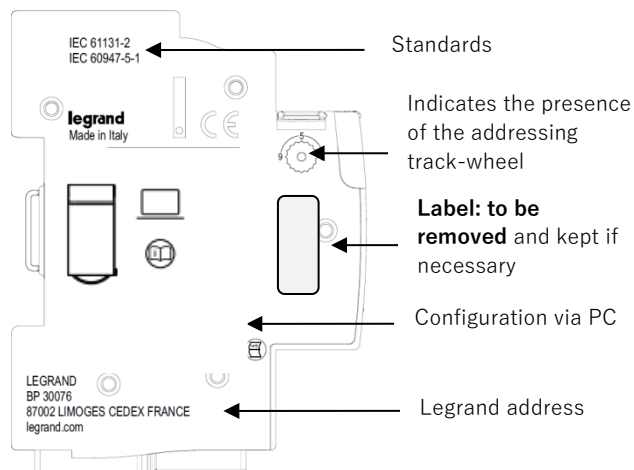 IEC 61131-2
IEC 60947-5-1
Standards
legrand
Made in Italy
CE
Indicates the presence
of the addressing
track-wheel
5
9
Label: to be
removed and kept if
necessary
Configuration via PC
LEGRAND
BP 30076
87002 LIMOGES CEDEX FRANCE
legrand.com
Legrand address